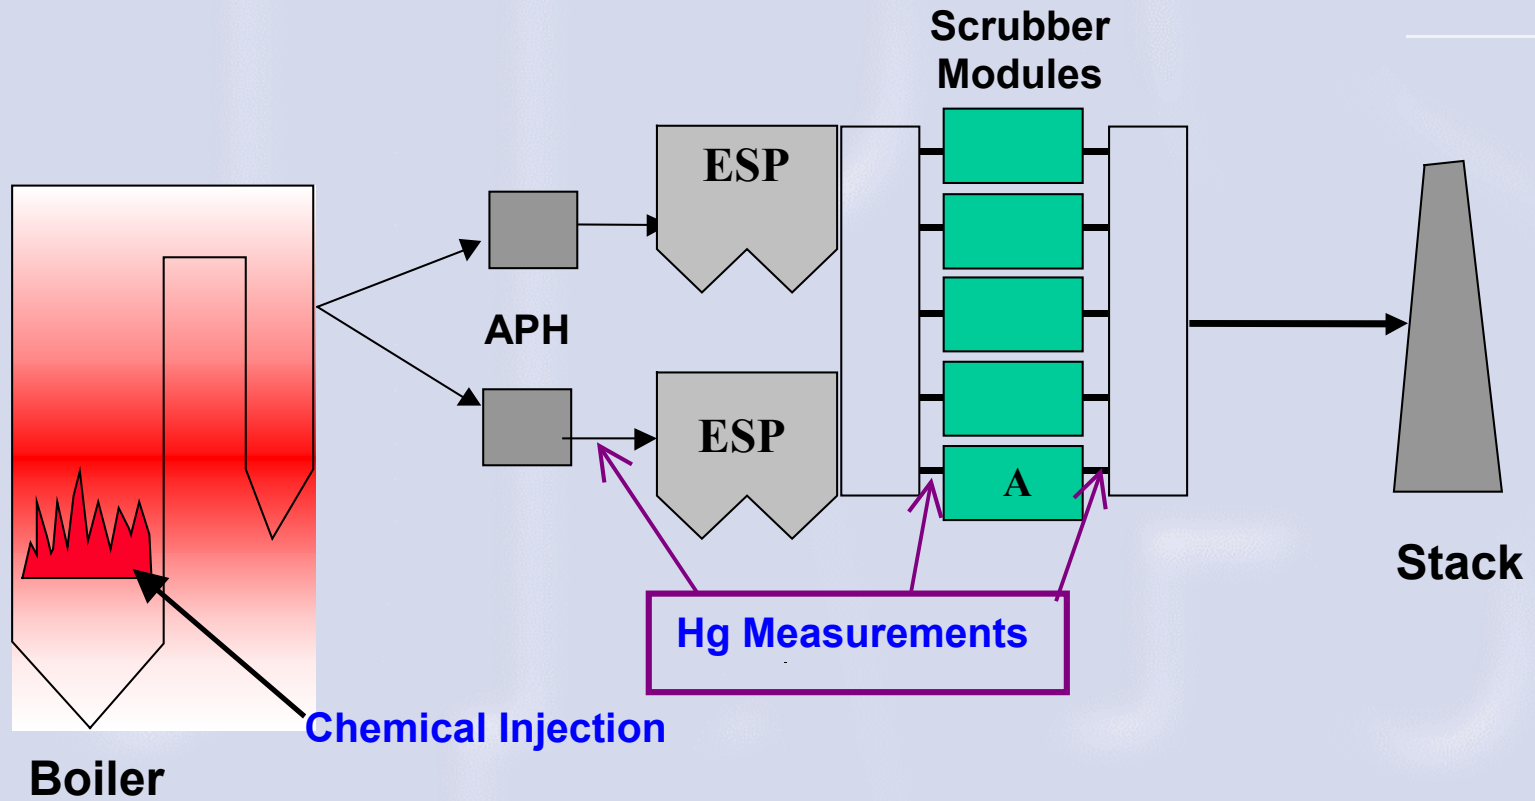 Scrubber
Modules
ESP
APH
ESP
A
Stack
Hg Measurements
Chemical Injection
Boiler